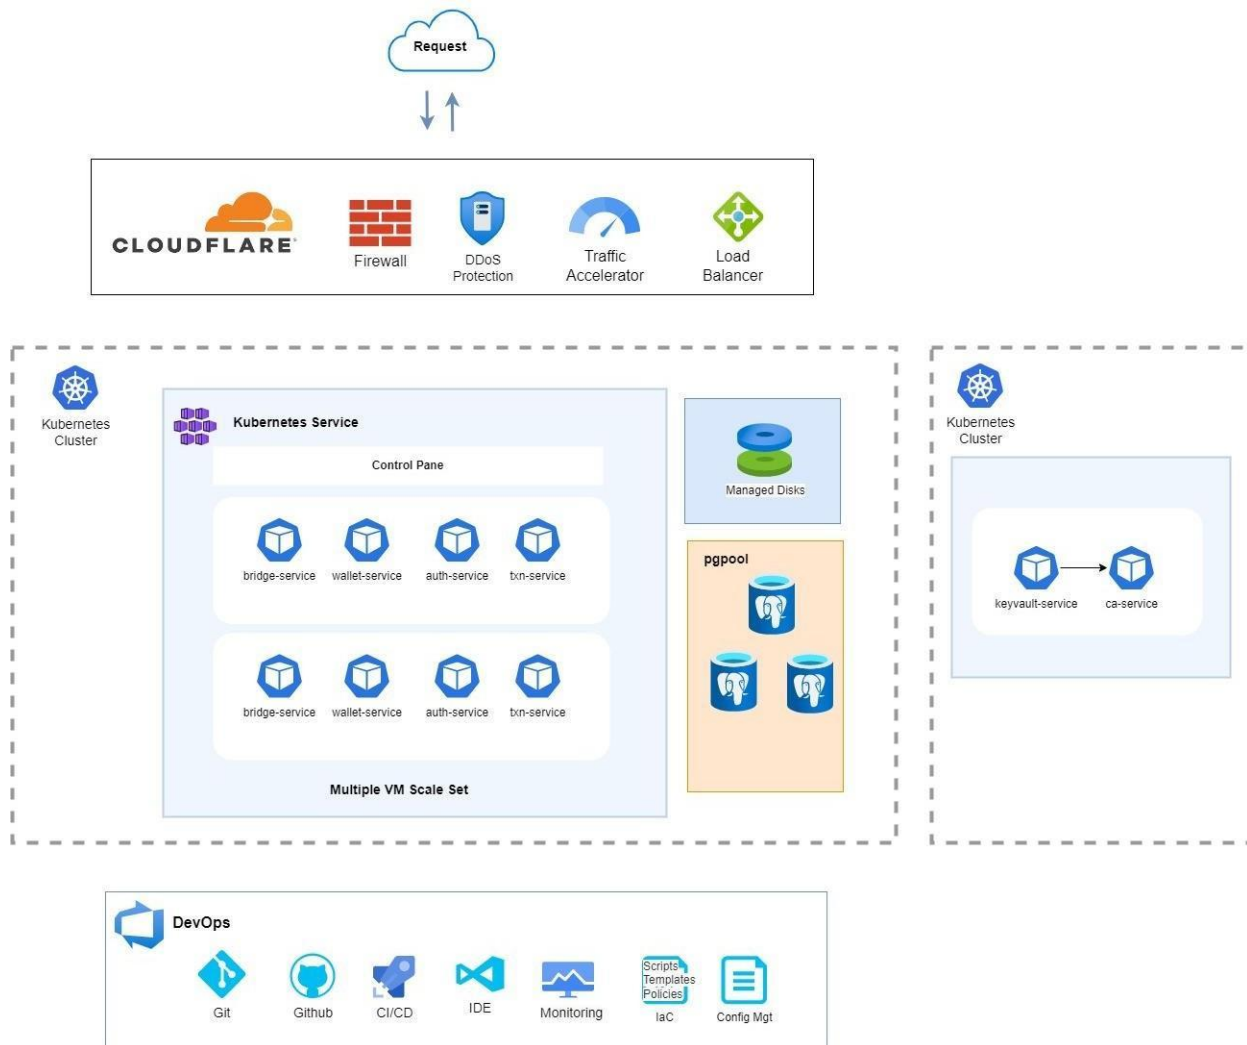 Request
CLOUDFLARE
Firewall
DDoS
Protection
Traffic
Accelerator
Load
Balancer
Kubernetes
Cluster
Kubernetes Service
Control Pane
bridge-service wallet-service auth-service txn-service
bridge-service wallet-service auth-service txn-service
Multiple VM Scale Set
Managed Disks
pgpool
Kubernetes
Cluster
keyvault-service ca-service
DevOps
Git
Github
CI/CD
IDE
Monitoring
Scripts
Templates
Policies
IaC
Config Mgt